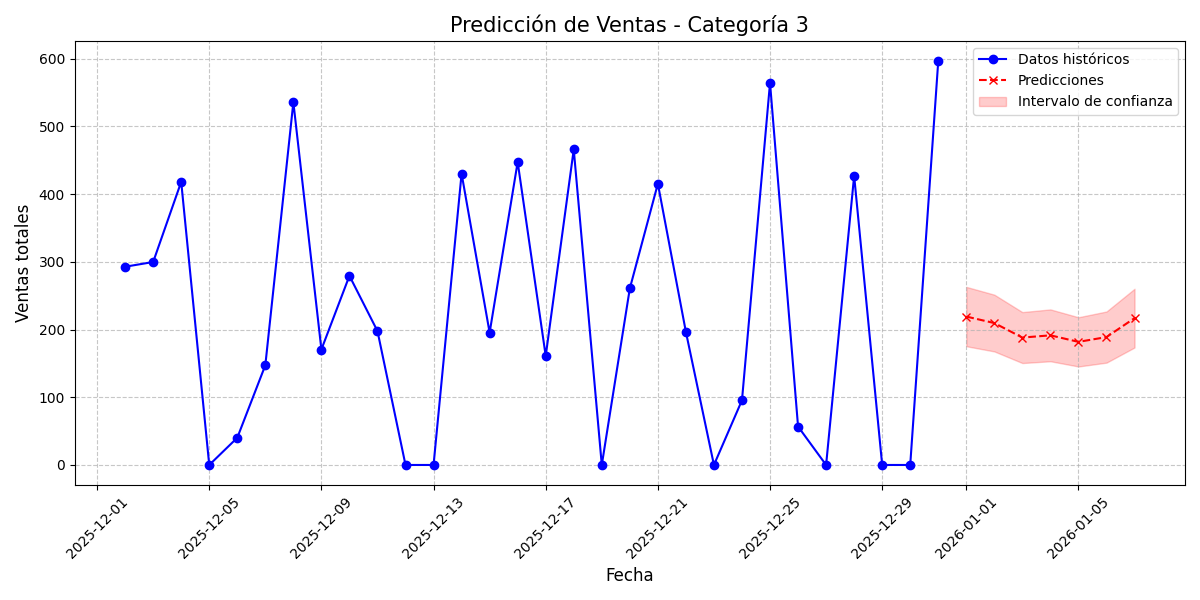 Predicción de Ventas - Categoría 3
Ventas totales
600
500
400
300
200
100
0
Datos históricos
Predicciones
Intervalo de confianza
2025-12-01
2025-12-05
2025-12-09
2025-12-13
2025-12-17
2025-12-21
2025-12-25
2025-12-29
2026-01-01
2026-01-05
Fecha